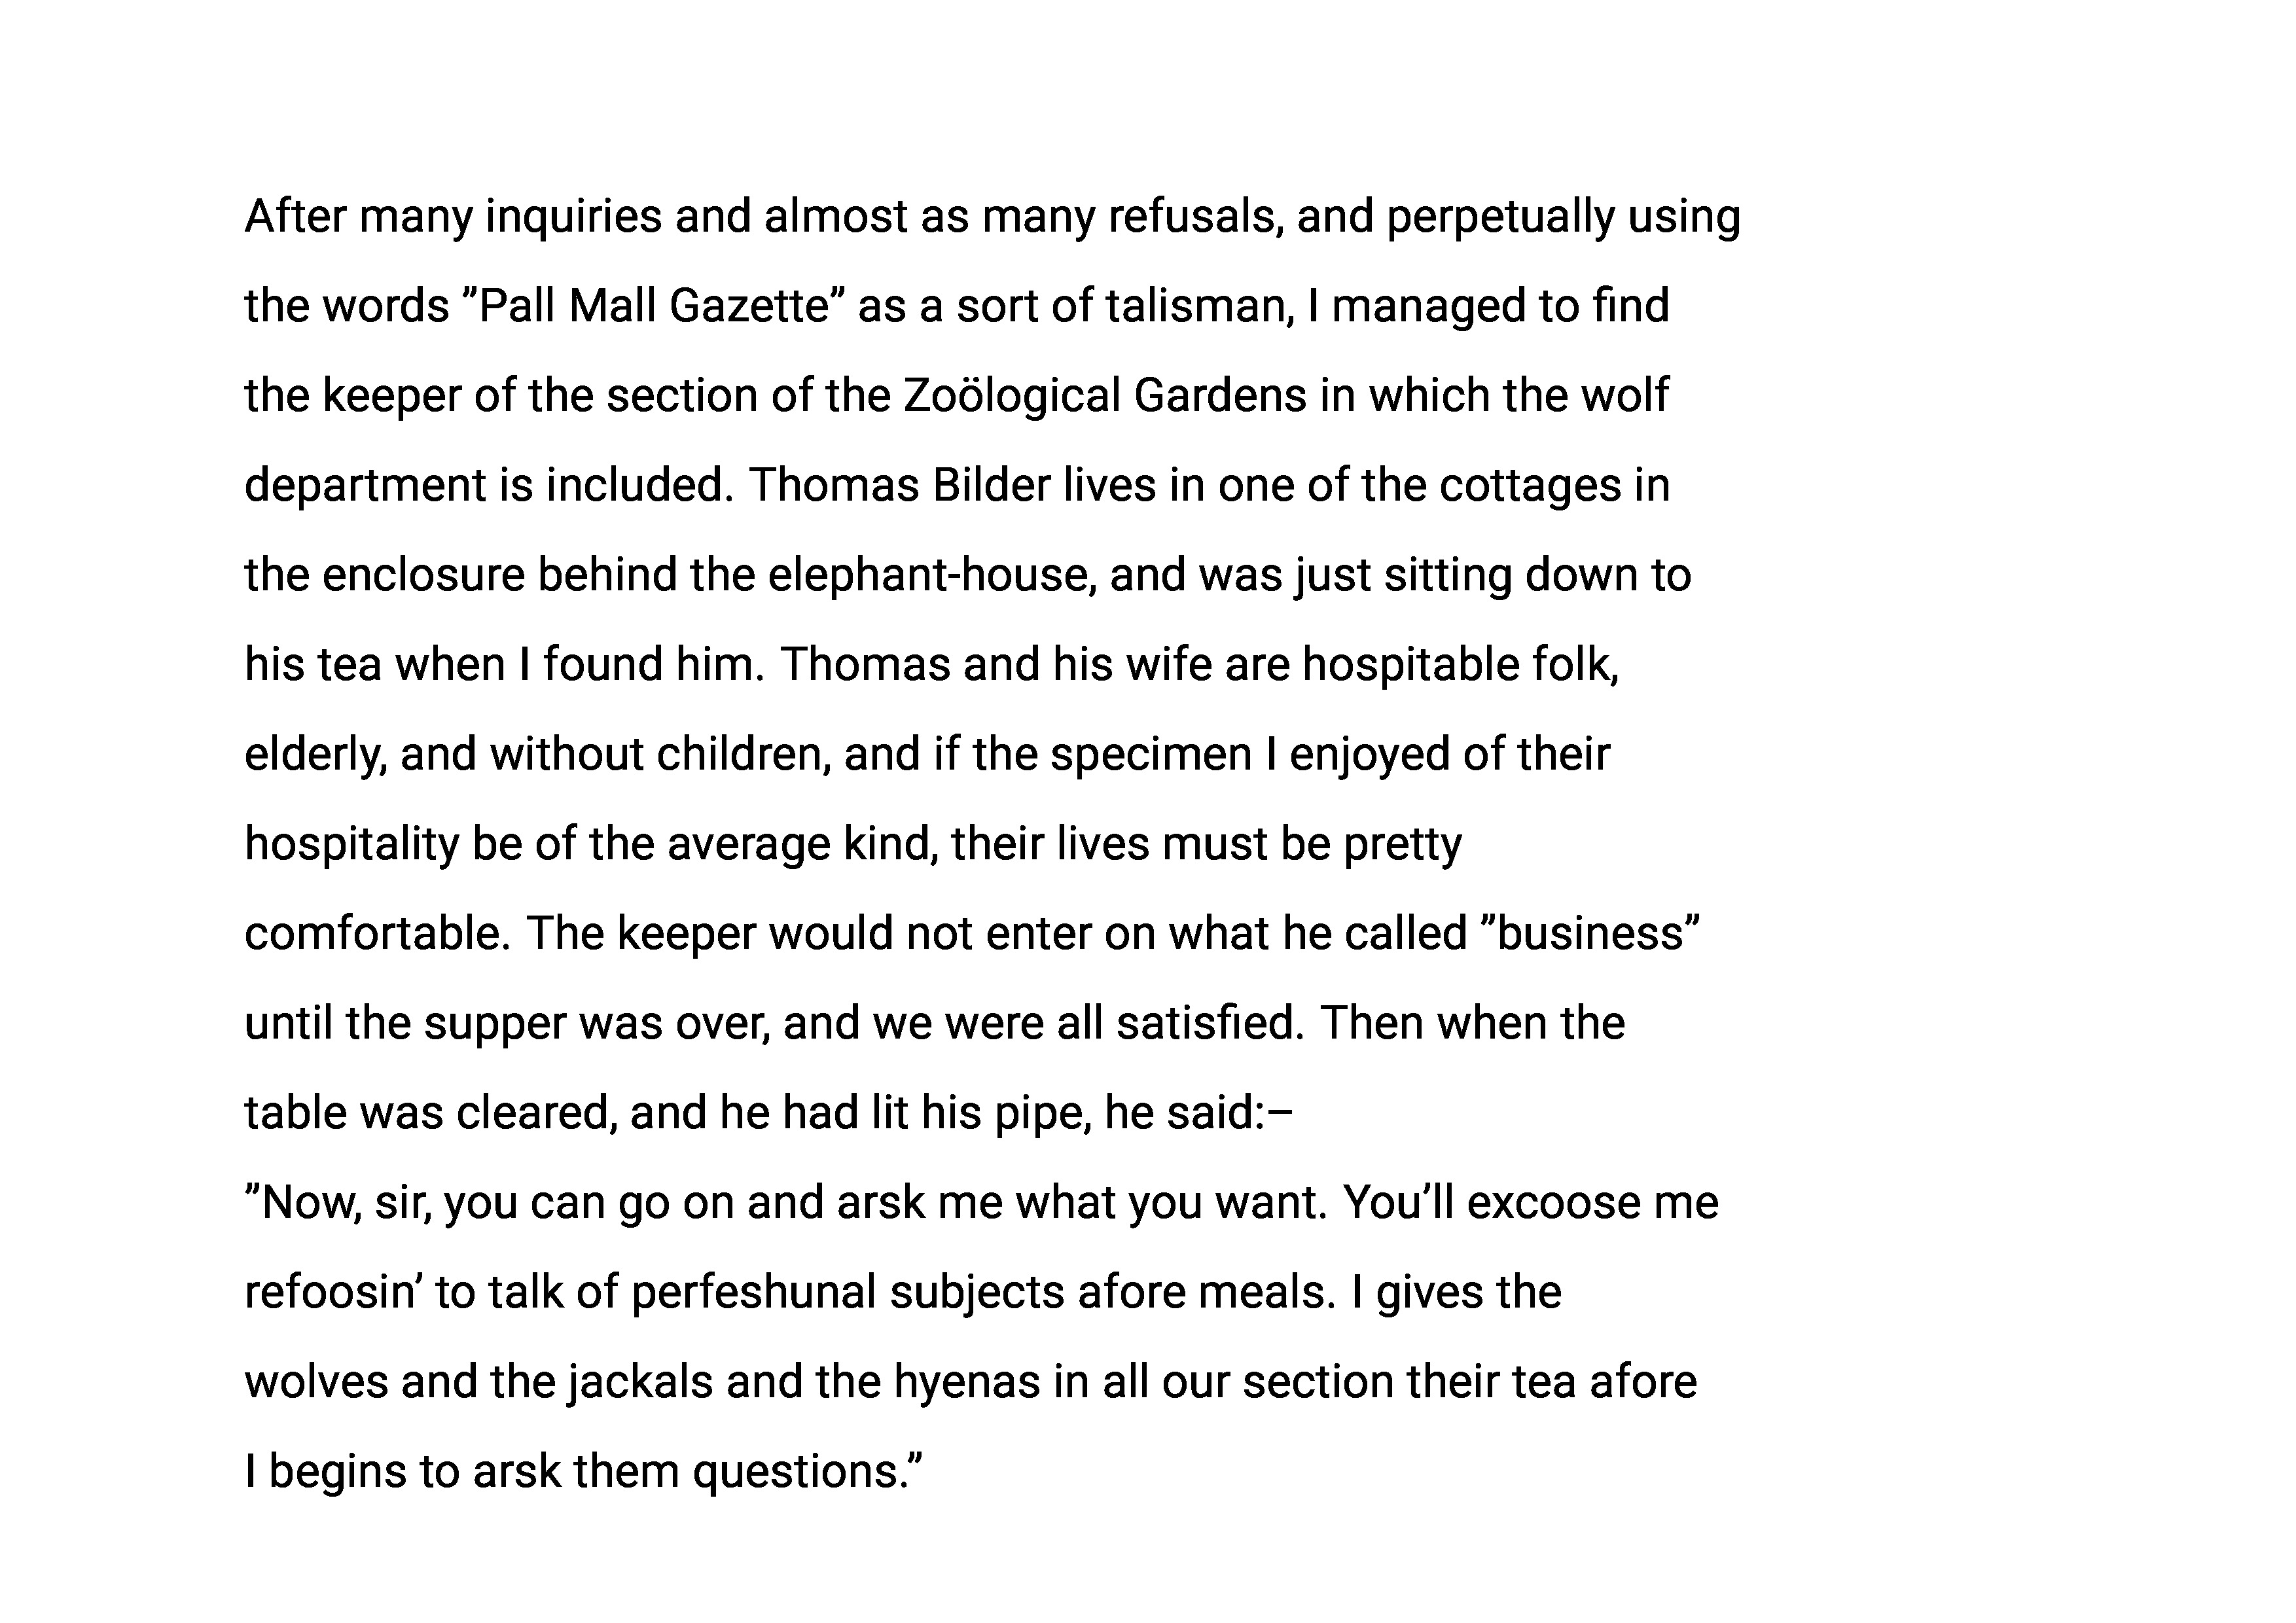 After many inquiries and almost as many refusals, and perpetually using
the words ”Pall Mall Gazette” as a sort of talisman, I managed to find
the keeper of the section of the Zoölogical Gardens in which the wolf
department is included. Thomas Bilder lives in one of the cottages in
the enclosure behind the elephant-house, and was just sitting down to
his tea when I found him. Thomas and his wife are hospitable folk,
elderly, and without children, and if the specimen I enjoyed of their
hospitality be of the average kind, their lives must be pretty
comfortable. The keeper would not enter on what he called ”business”
until the supper was over, and we were all satisfied. Then when the
table was cleared, and he had lit his pipe, he said:–
”Now, sir, you can go on and arsk me what you want. You’ll excoose me
refoosin’ to talk of perfeshunal subjects afore meals. I gives the
wolves and the jackals and the hyenas in all our section their tea afore
I begins to arsk them questions.”